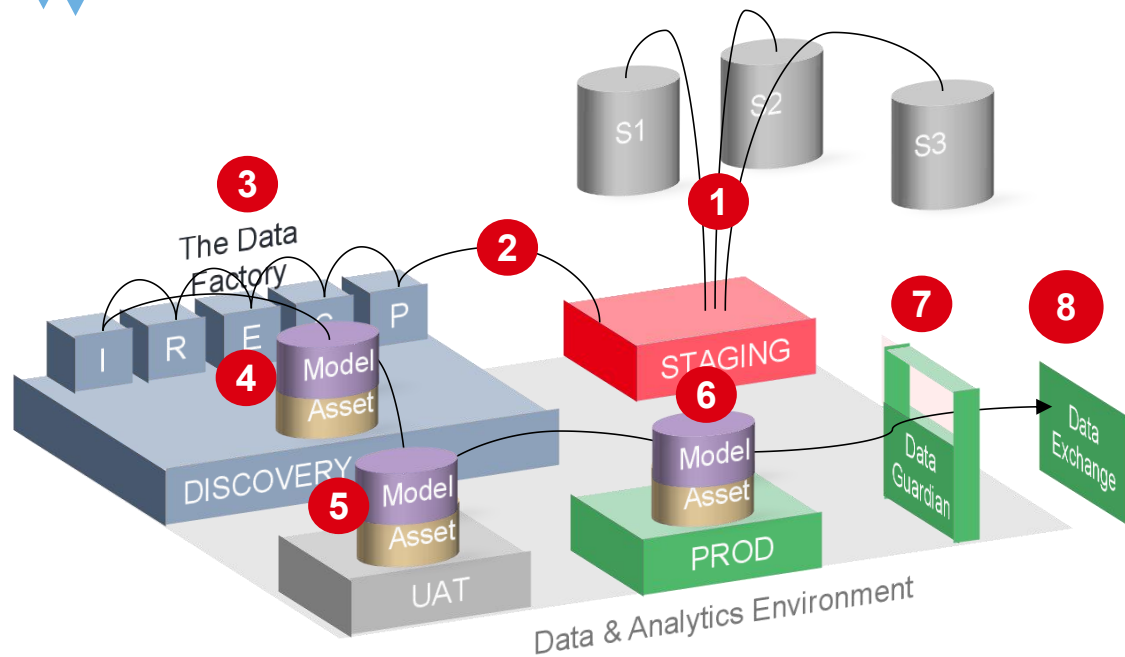 S1
S2
S3
1
3
The Data
Factory
2
I
R
E
P
STAGING
7
8
4
Model
Asset
6
Model
Asset
DISCOVERY
5
Model
Asset
UAT
PROD
Data
Guardian
Data
Exchange
Data & Analytics Environment